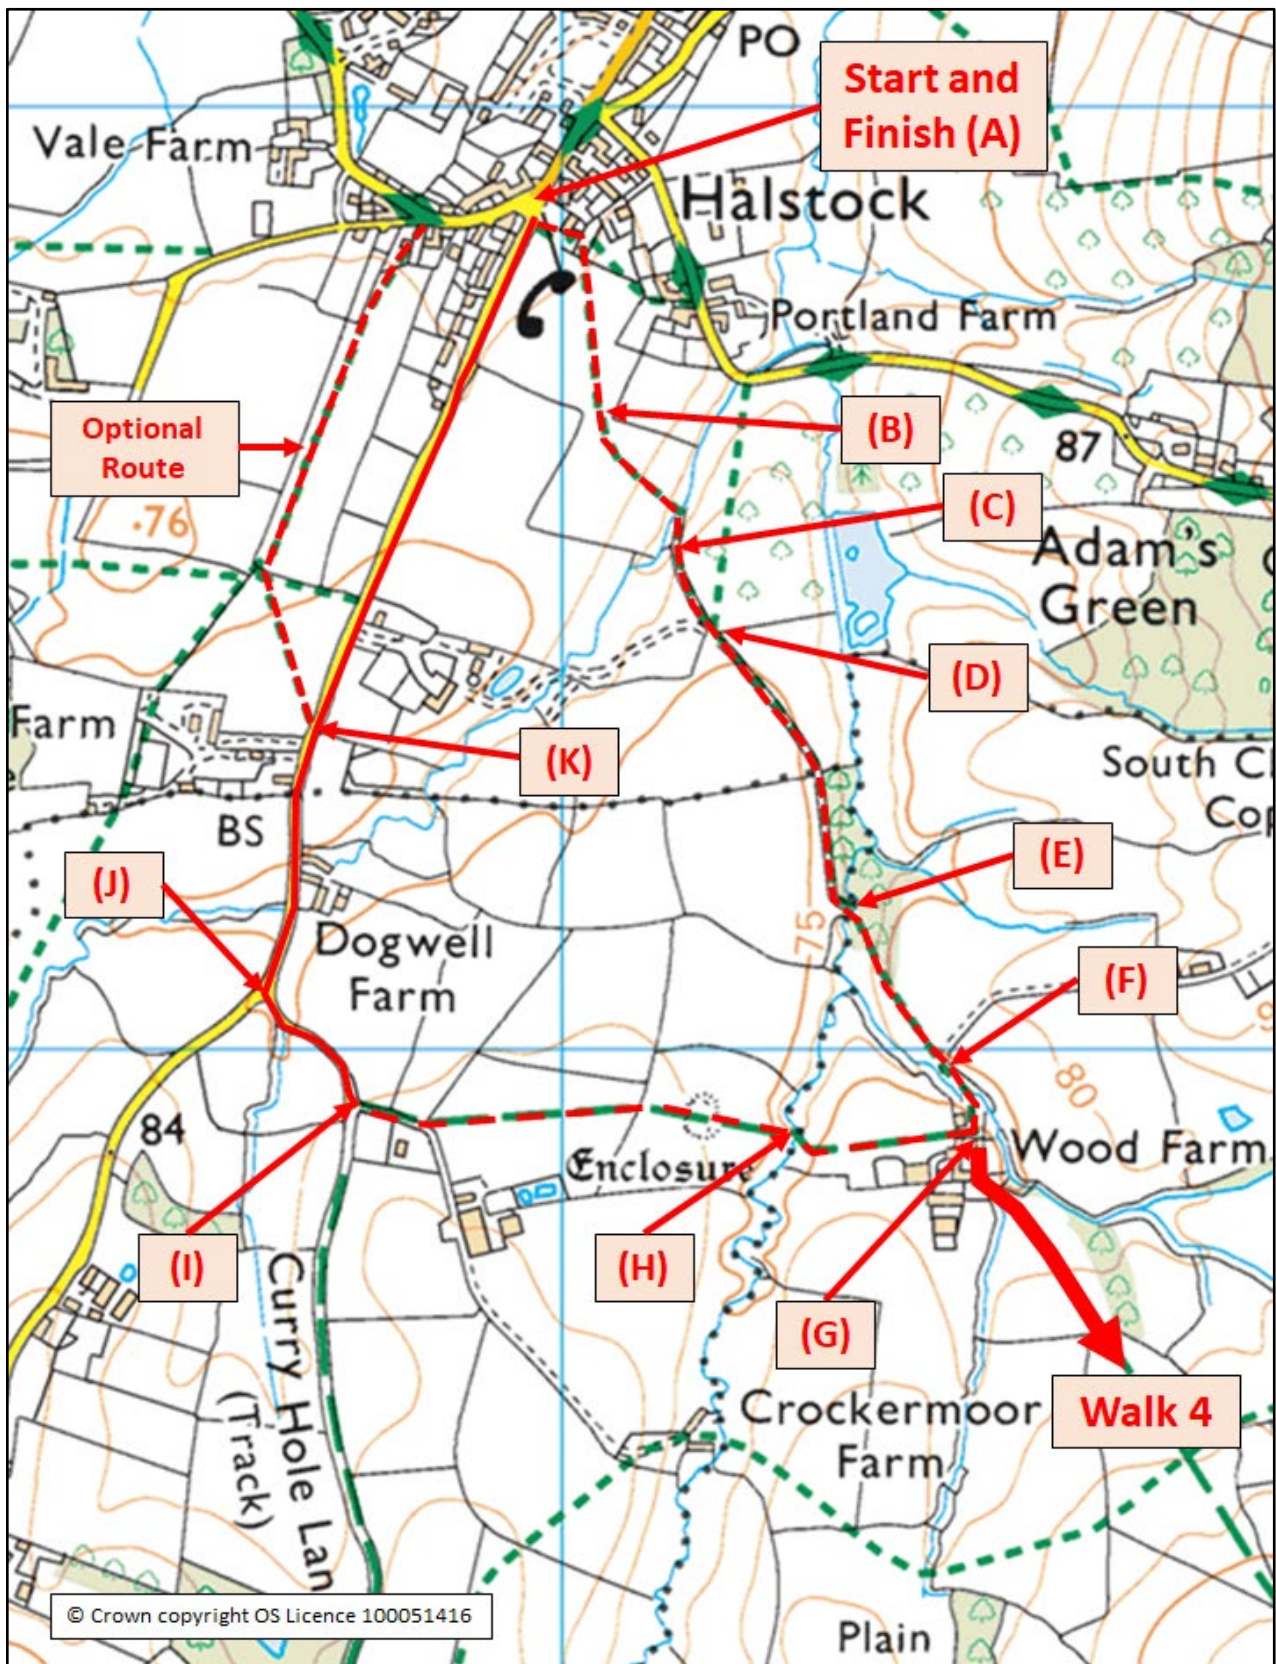 PO
Start and
Finish (A)
Vale Farm
Halstock
Portland Farm
Optional
Route
(B)
87
(C)
.76
Adam's
Green
(D)
Farm
(K)
South
BS
(E)
(J)
75
Dogwell
Farm
(F)
80
84
Enclosure
Wood Farm
(I)
(H)
(G)
Curry Hole Lan
(Track)
Crockermoor
Farm
Walk 4
© Crown copyright OS Licence 100051416
Plain